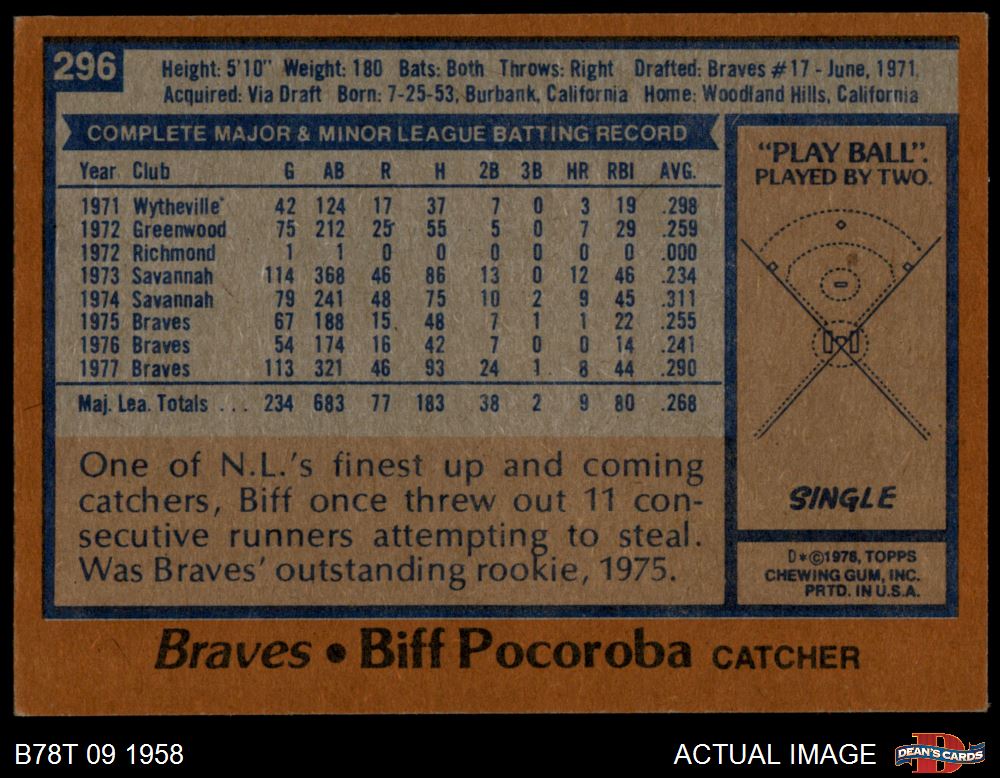 296
Height: 5'10" Weight: 180 Bats: Both Throws: Right Drafted: Braves #17 - June, 1971.
Acquired: Via Draft Born: 7-25-53, Burbank, California Home: Woodland Hills, California
COMPLETE MAJOR & MINOR LEAGUE BATTING RECORD
Year Club G AB R H 2B 3B HR RBI AVG.
1971 Wytheville 42 124 17 37 7 0 3 19 .298
1972 Greenwood 75 212 25 55 5 0 7 29 .259
1972 Richmond 1 1 0 0 0 0 0 0 .000
1973 Savannah 114 368 46 86 13 0 12 46 .234
1974 Savannah 79 241 48 75 10 2 9 45 .311
1975 Braves 67 188 15 48 7 1 1 22 .255
1976 Braves 54 174 16 42 7 0 0 14 .241
1977 Braves 113 321 46 93 24 1 8 44 .290
Maj. Lea. Totals ... 234 683 77 183 38 2 9 80 .268
One of N.L.'s finest up and coming
catchers, Biff once threw out 11 con-
secutive runners attempting to steal.
Was Braves' outstanding rookie, 1975.
"PLAY BALL".
PLAYED BY TWO.
SINGLE
D*©1978, TOPPS
CHEWING GUM, INC.
PRTD. IN U.S.A.
Braves • Biff Pocoroba CATCHER
B78T 09 1958
ACTUAL IMAGE
DEAN'S CARDS